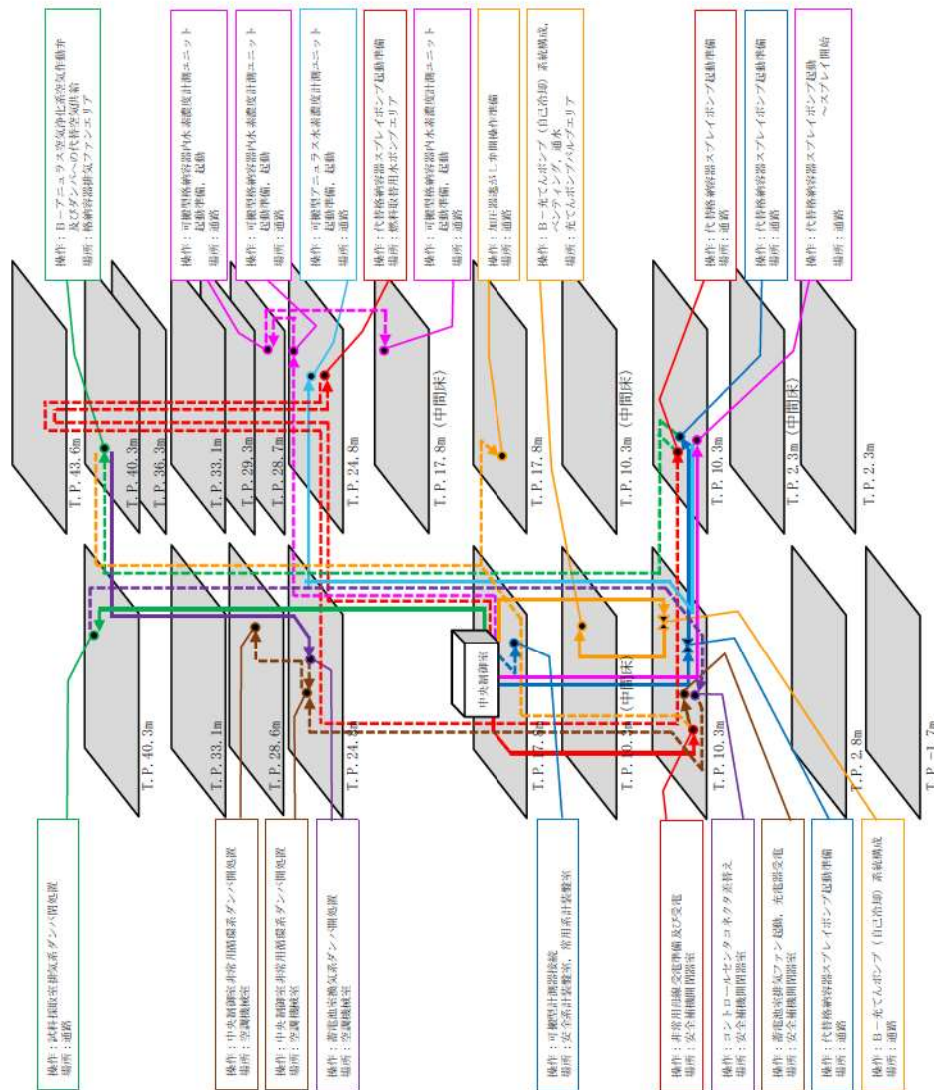 操作：B－アニュラス空気浄化系空気作動弁
及びダンパへの代替空気供給
場所：格納容器排気ファンエリア
操作：可搬型格納容器内水素濃度計測ユニット
起動準備，起動
場所：通路
操作：可搬型格納容器内水素濃度計測ユニット
起動準備，起動
場所：通路
操作：可搬型アニュラス水素濃度計測ユニット
起動準備，起動
場所：通路
操作：代替格納容器スプレイポンプ起動準備
場所：燃料取替用水ポンプエリア
操作：可搬型格納容器内水素濃度計測ユニット
起動準備，起動
場所：通路
操作：加圧器逃がし弁開操作準備
場所：通路
操作：B－充てんポンプ（自己冷却）系統構成，
ベンティング，通水
場所：充てんポンプバルブエリア
操作：代替格納容器スプレイポンプ起動準備
場所：通路
操作：代替格納容器スプレイポンプ起動準備
場所：通路
操作：代替格納容器スプレイポンプ起動
～スプレイ開始
場所：通路
T.P.43.6m
T.P.40.3m
T.P.36.3m
T.P.33.1m
T.P.29.3m
T.P.28.7m
T.P.24.8m
T.P.17.8m（中間床）
T.P.17.8m
T.P.10.3m（中間床）
T.P.10.3m
T.P.2.3m（中間床）
T.P.2.3m
中央制御室
T.P.40.3m
T.P.33.1m
T.P.28.6m
T.P.24.8m
T.P.17.8m
T.P.10.3m（中間床）
T.P.10.3m
T.P.2.8m
T.P.-1.7m
操作：試料採取室排気系ダンパ閉処置
場所：通路
操作：中央制御室非常用循環系ダンパ開処置
場所：空調機械室
操作：中央制御室非常用循環系ダンパ開処置
場所：空調機械室
操作：蓄電池室換気系ダンパ開処置
場所：空調機械室
操作：可搬型計測器接続
場所：安全系計装盤室，常用系計装盤室
操作：非常用母線受電準備及び受電
場所：安全補機開閉器室
操作：コントロールセンタコネクタ差替え
場所：安全補機開閉器室
操作：蓄電池室排気ファン起動，充電器受電
場所：安全補機開閉器室
操作：代替格納容器スプレイポンプ起動準備
場所：通路
操作：B－充てんポンプ（自己冷却）系統構成
場所：通路